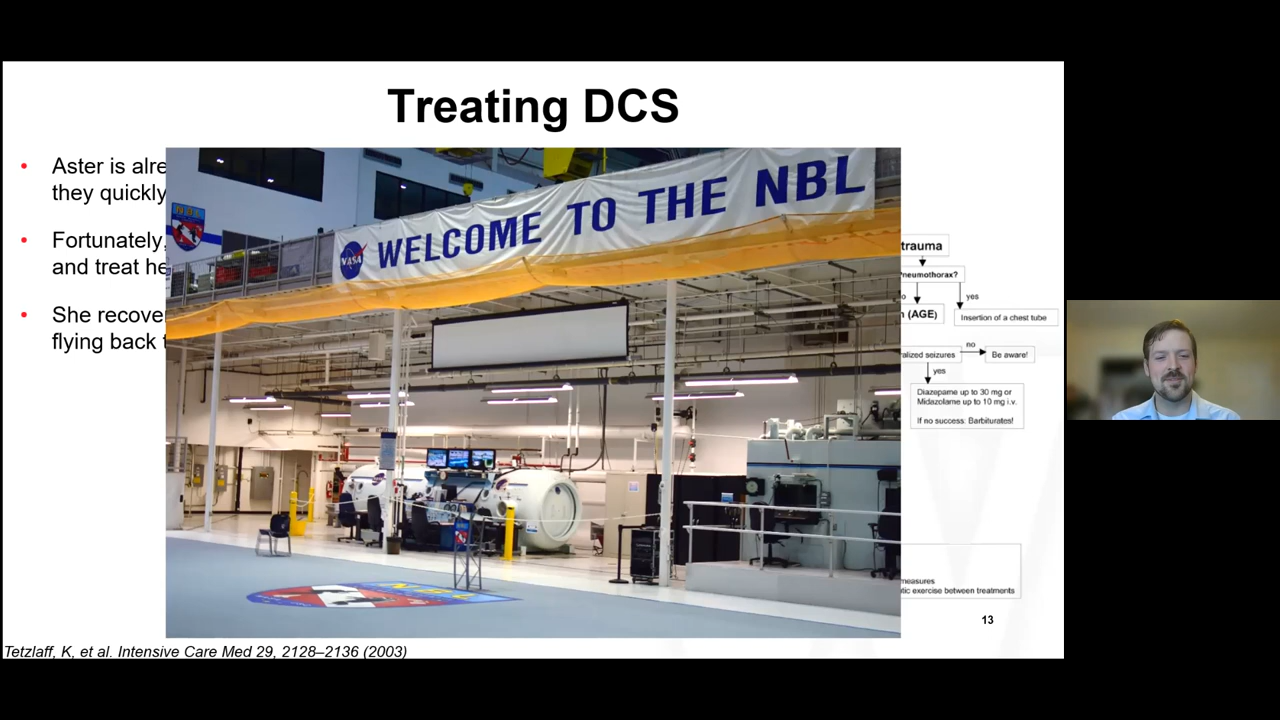 Treating DCS
• Aster is alre
they quickly
• Fortunately,
and treat he
• She recove
flying back t
NASA WELCOME TO THE NBL
NBL
trauma
neumothorax?
yes
n (AGE)
Insertion of a chest tube
alized seizures
no
Be aware!
yes
Diazepame up to 30 mg or
Midazolame up to 10 mg i.v.
If no success: Barbiturates!
measures
tic exercise between treatments
13
Tetzlaff, K, et al. Intensive Care Med 29, 2128–2136 (2003)